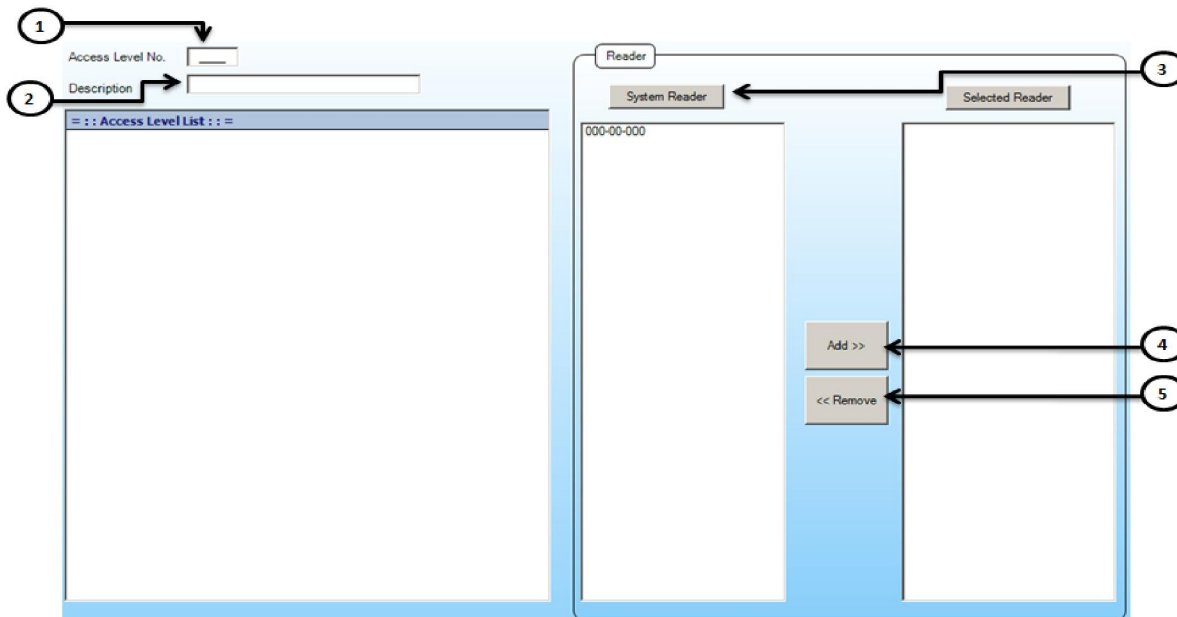 1
Access Level No.
2
Description
= : : Access Level List : : =
Reader
System Reader
3
Selected Reader
000-00-000
Add >>
4
<< Remove
5